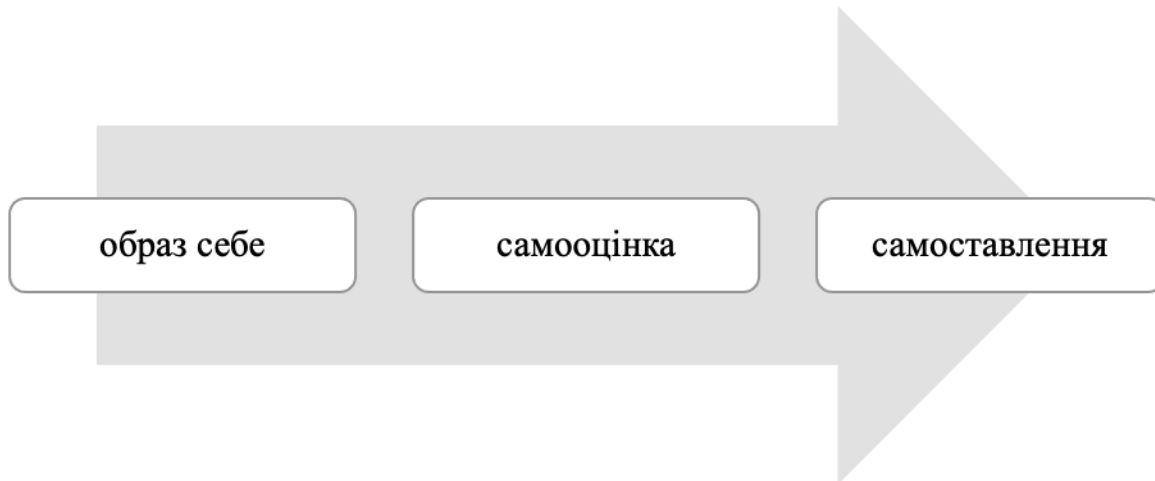 образ себе
самооцінка
самоставлення